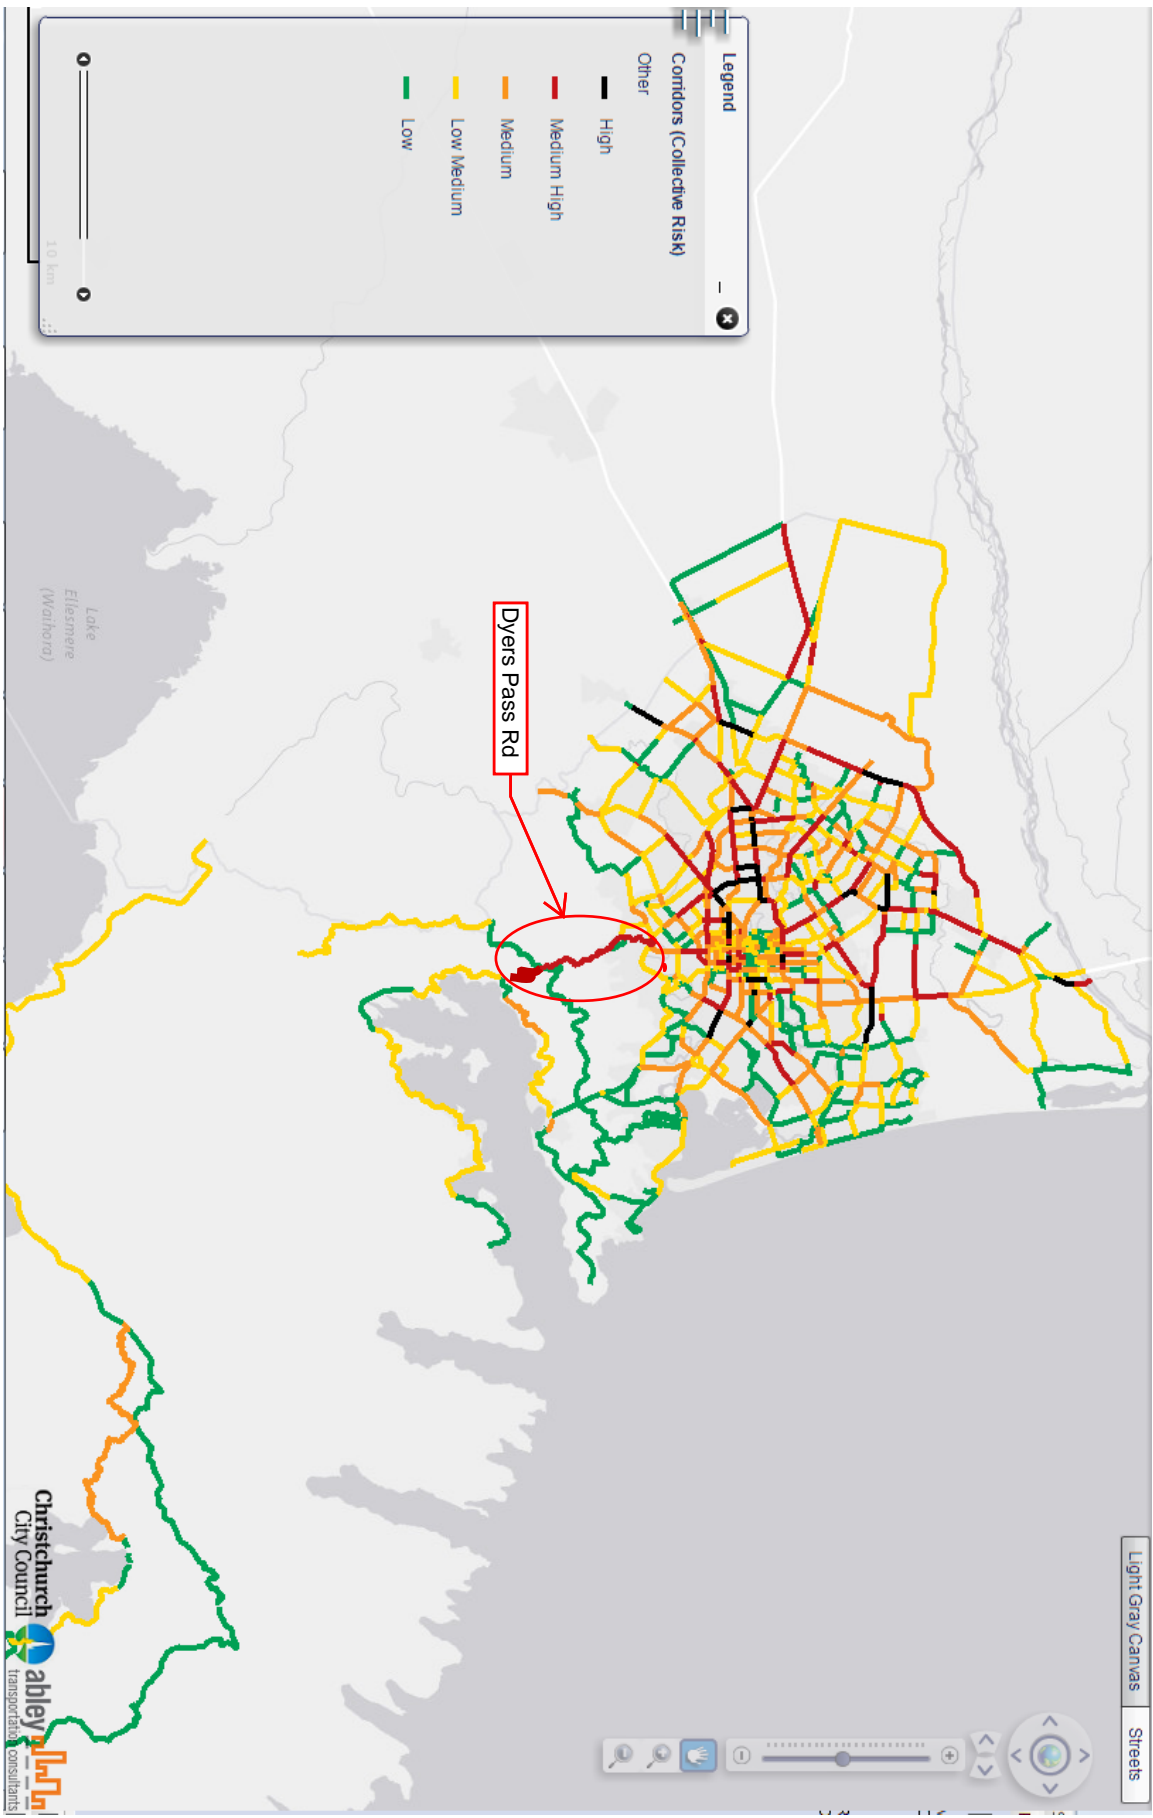 Legend
Corridors (Collective Risk)
Other
High
Medium High
Medium
Low Medium
Low
10 km
Light Gray Canvas
Streets
Dyers Pass Rd
Lake
Ellesmere
(Waihora)
Christchurch
City Council
abley
transportation consultants